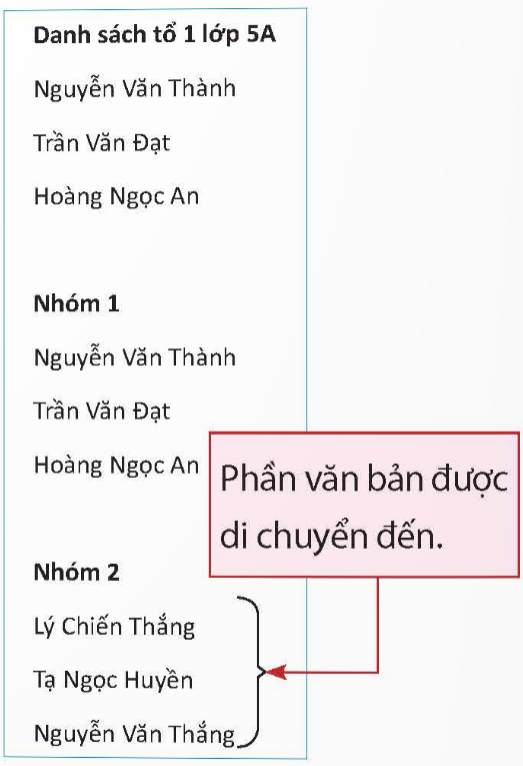 Danh sách tổ 1 lớp 5A
Nguyễn Văn Thành
Trần Văn Đạt
Hoàng Ngọc An
Nhóm 1
Nguyễn Văn Thành
Trần Văn Đạt
Hoàng Ngọc An
Phần văn bản được
di chuyển đến.
Nhóm 2
Lý Chiến Thắng
Tạ Ngọc Huyền
Nguyễn Văn Thắng